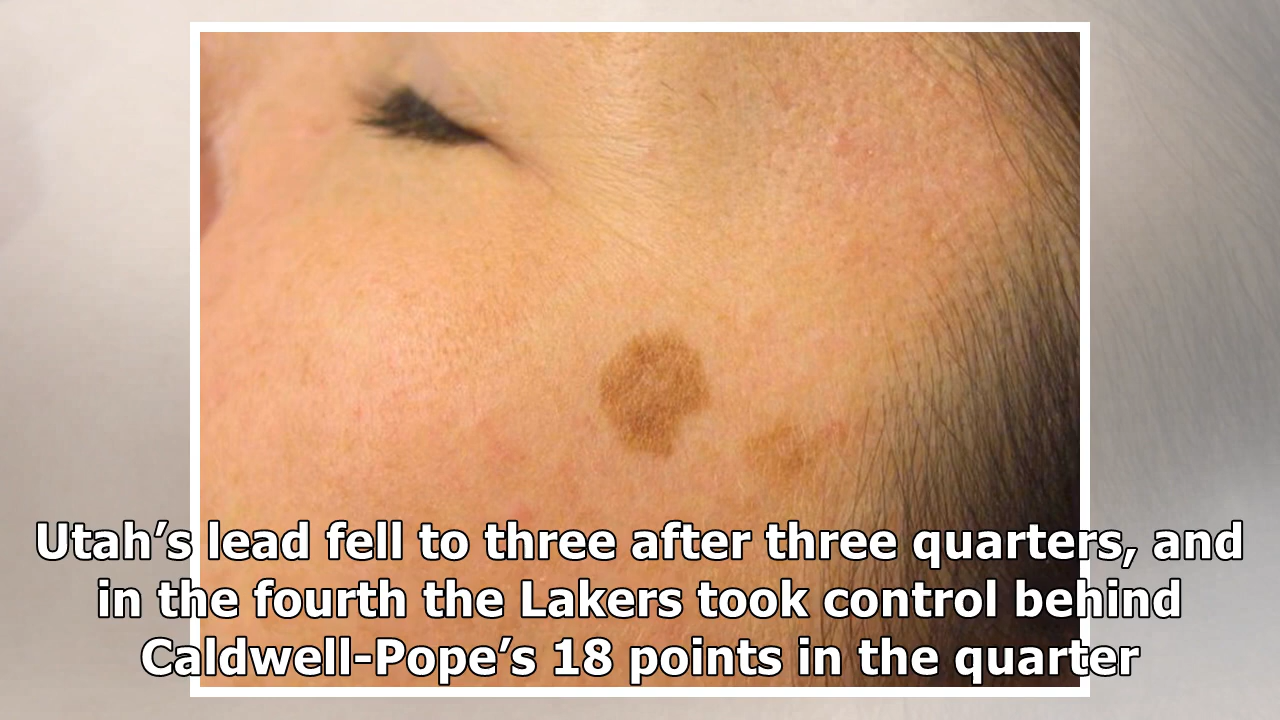 Utah’s lead fell to three after three quarters, and
in the fourth the Lakers took control behind
Caldwell-Pope’s 18 points in the quarter